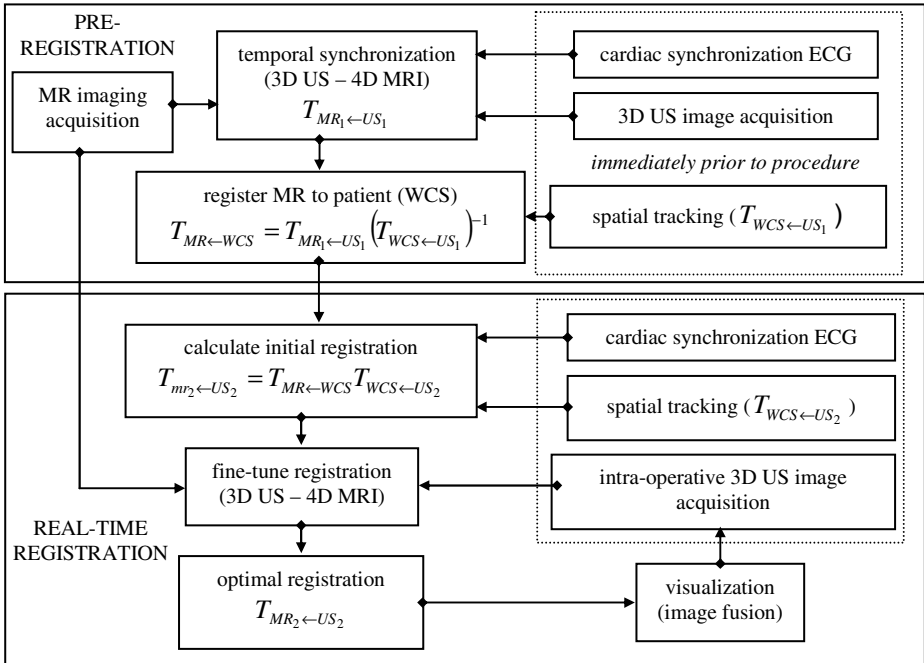 PRE-
REGISTRATION
MR imaging
acquisition
temporal synchronization
(3D US – 4D MRI)
T_{MR_1←US_1}
cardiac synchronization ECG
3D US image acquisition
immediately prior to procedure
register MR to patient (WCS)
T_{MR←WCS} = T_{MR_1←US_1} (T_{WCS←US_1})^{-1}
spatial tracking (T_{WCS←US_1})
calculate initial registration
T_{mr_2←US_2} = T_{MR←WCS} T_{WCS←US_2}
cardiac synchronization ECG
spatial tracking (T_{WCS←US_2})
fine-tune registration
(3D US – 4D MRI)
intra-operative 3D US image
acquisition
REAL-TIME
REGISTRATION
optimal registration
T_{MR_2←US_2}
visualization
(image fusion)